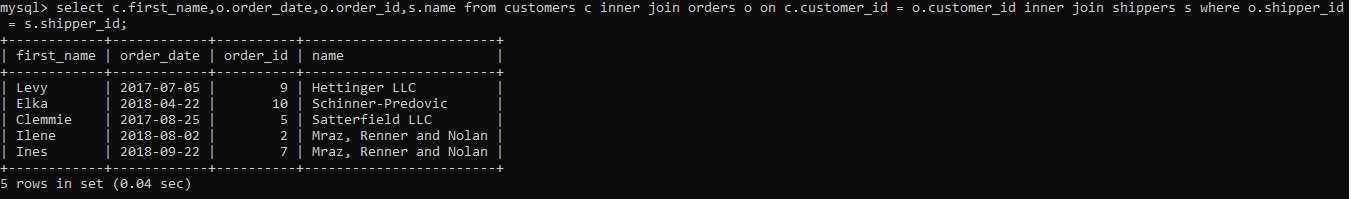 mysql> select c.first_name,o.order_date,o.order_id,s.name from customers c inner join orders o on c.customer_id = o.customer_id inner join shippers s where o.shipper_id
 = s.shipper_id;
+------------+------------+----------+------------------------+
| first_name | order_date | order_id | name                   |
+------------+------------+----------+------------------------+
| Levy       | 2017-07-05 |        9 | Hettinger LLC          |
| Elka       | 2018-04-22 |       10 | Schinner-Predovic      |
| Clemmie    | 2017-08-25 |        5 | Satterfield LLC        |
| Ilene      | 2018-08-02 |        2 | Mraz, Renner and Nolan |
| Ines       | 2018-09-22 |        7 | Mraz, Renner and Nolan |
+------------+------------+----------+------------------------+
5 rows in set (0.04 sec)